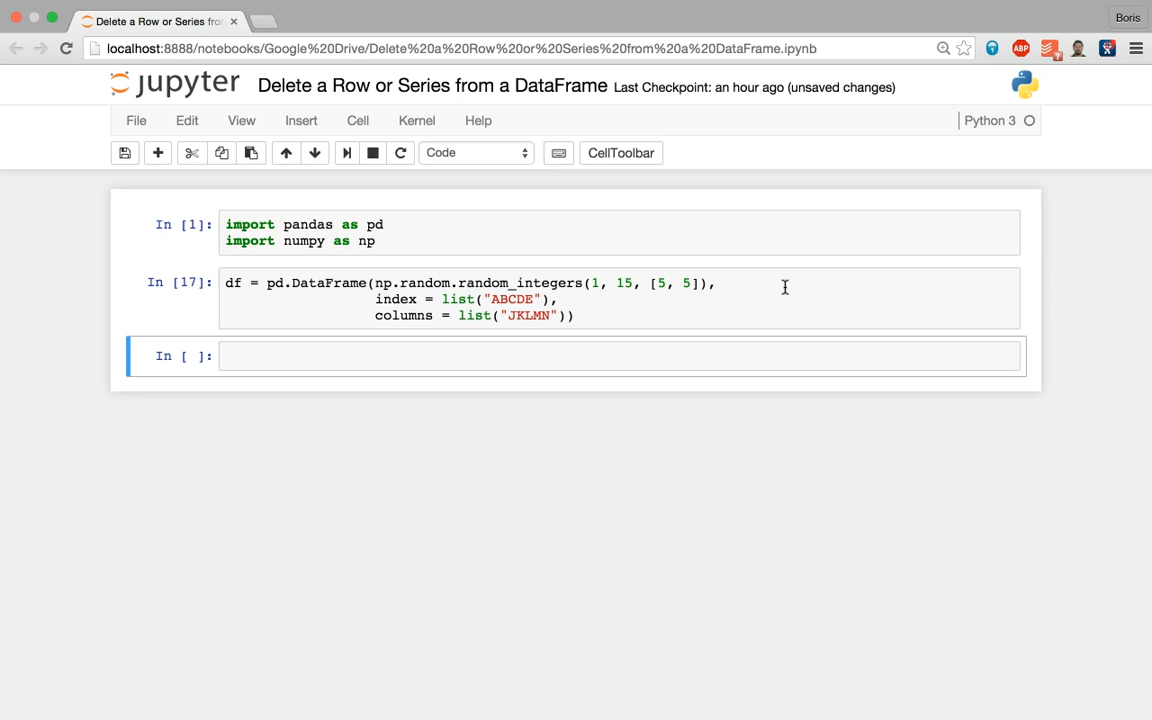 Delete a Row or Series fro
Boris
localhost:8888/notebooks/Google%20Drive/Delete%20a%20Row%20or%20Series%20from%20a%20DataFrame.ipynb
ABP
?
jupyter Delete a Row or Series from a DataFrame Last Checkpoint: an hour ago (unsaved changes)
File Edit View Insert Cell Kernel Help Python 3
Code CellToolbar
In [1]: import pandas as pd
import numpy as np
In [17]: df = pd.DataFrame(np.random.random_integers(1, 15, [5, 5]),
index = list("ABCDE"),
columns = list("JKLMN"))
In [ ]: